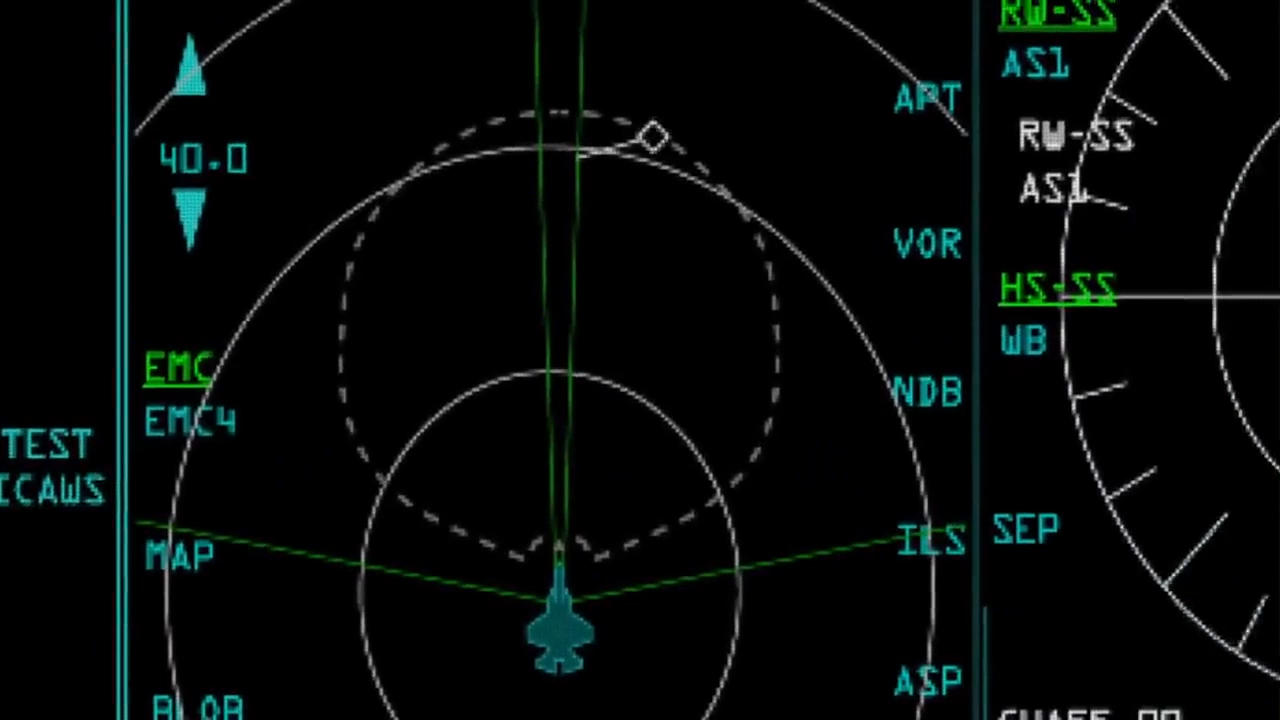 40.0
EMC
EMC4
TEST
ICAWS
MAP
APT
VOR
NDB
ILS
ASP
RW-SS
AS1
RW-SS
AS1
HS-SS
WB
SEP